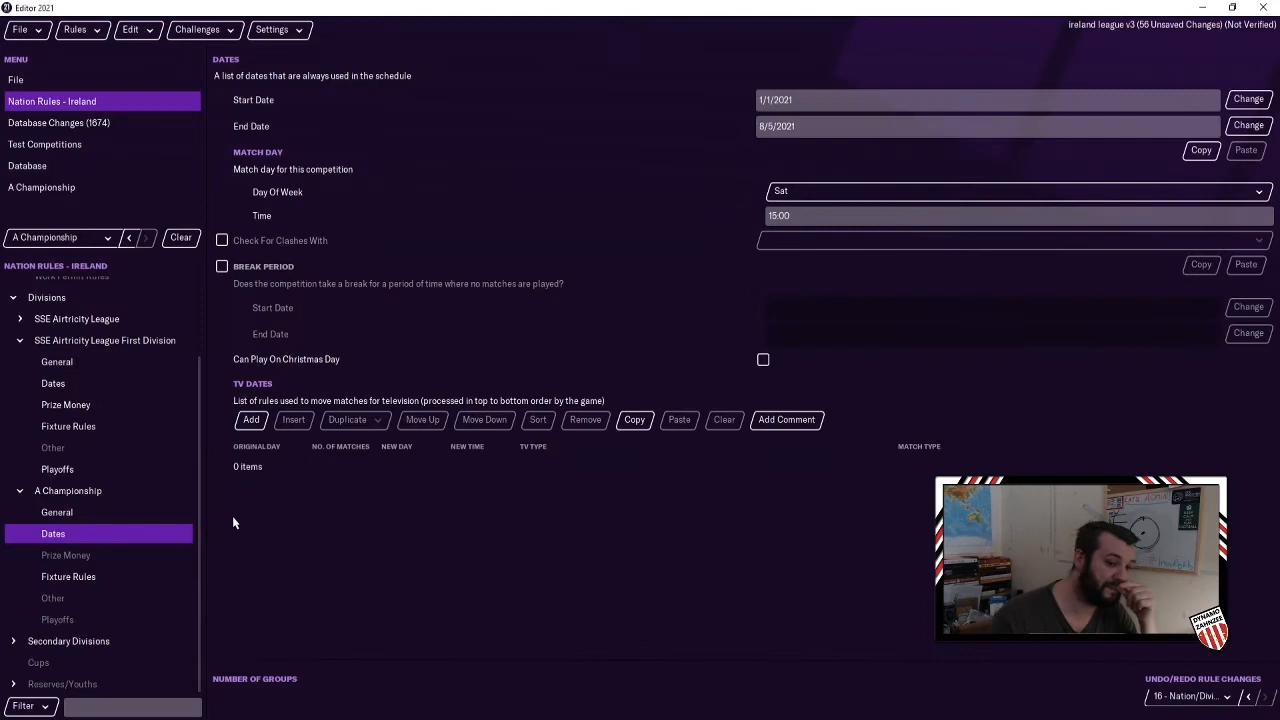 Editor 2021
File
Rules
Edit
Challenges
Settings
ireland league v3 (56 Unsaved Changes) (Not Verified)
MENU
File
Nation Rules - Ireland
Database Changes (1674)
Test Competitions
Database
A Championship
A Championship
Clear
NATION RULES - IRELAND
Work Permit Rules
Divisions
SSE Airtricity League
SSE Airtricity League First Division
General
Dates
Prize Money
Fixture Rules
Other
Playoffs
A Championship
General
Dates
Prize Money
Fixture Rules
Other
Playoffs
Secondary Divisions
Cups
Reserves/Youths
Filter
DATES
A list of dates that are always used in the schedule
Start Date
1/1/2021
Change
End Date
8/5/2021
Change
MATCH DAY
Copy
Paste
Match day for this competition
Day Of Week
Sat
Time
15:00
Check For Clashes With
BREAK PERIOD
Copy
Paste
Does the competition take a break for a period of time where no matches are played?
Start Date
Change
End Date
Change
Can Play On Christmas Day
TV DATES
List of rules used to move matches for television (processed in top to bottom order by the game)
Add
Insert
Duplicate
Move Up
Move Down
Sort
Remove
Copy
Paste
Clear
Add Comment
ORIGINAL DAY
NO. OF MATCHES
NEW DAY
NEW TIME
TV TYPE
MATCH TYPE
0 items
DYNAMO
ZAHNZEE
NUMBER OF GROUPS
UNDO/REDO RULE CHANGES
16 - Nation/Divi...